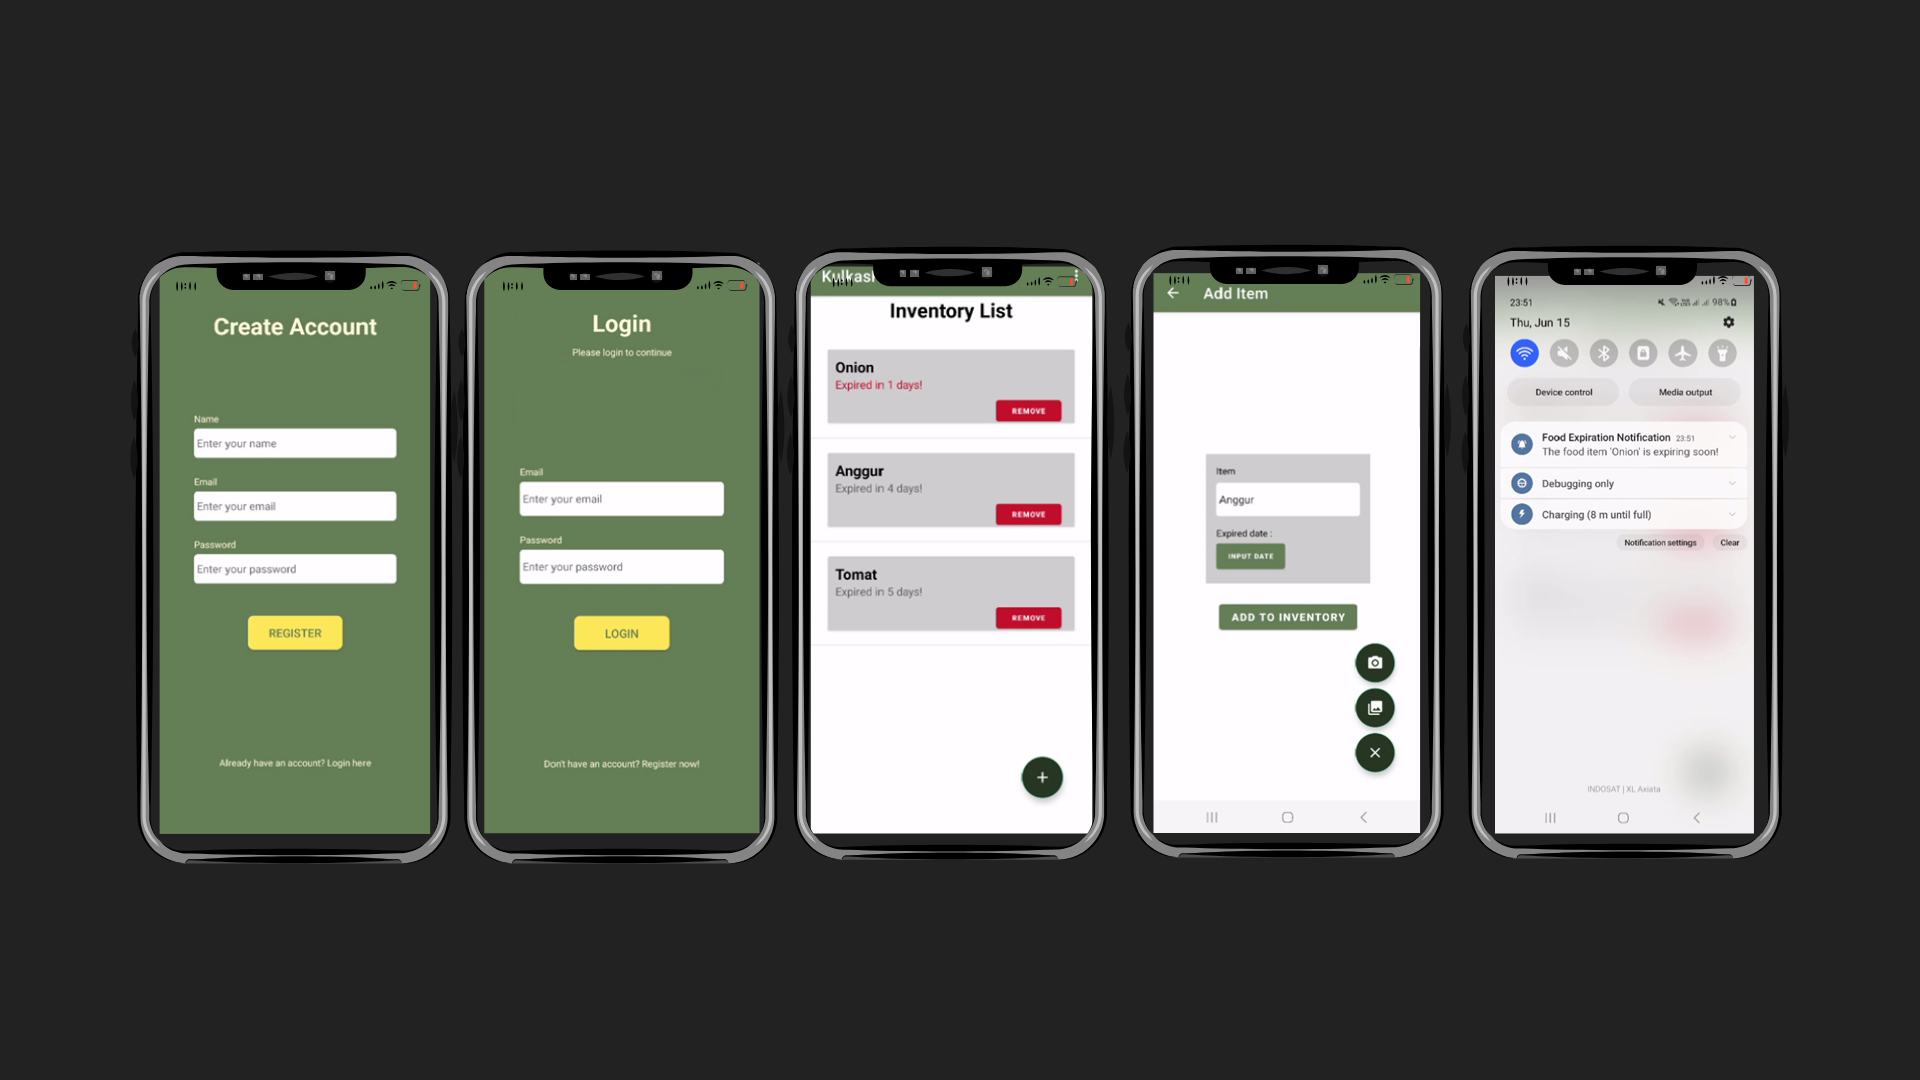 Create Account
Name
Enter your name
Email
Enter your email
Password
Enter your password
REGISTER
Already have an account? Login here
Login
Please login to continue
Email
Enter your email
Password
Enter your password
LOGIN
Don't have an account? Register now!
Inventory List
Onion
Expired in 1 days!
REMOVE
Anggur
Expired in 4 days!
REMOVE
Tomat
Expired in 5 days!
REMOVE
+
Add Item
Item
Anggur
Expired date :
INPUT DATE
ADD TO INVENTORY
23:51
98%
Thu, Jun 15
Device control
Media output
Food Expiration Notification 23:51
The food item 'Onion' is expiring soon!
Debugging only
Charging (8 m until full)
Notification settings
Clear
INDOSAT | XL Axiata